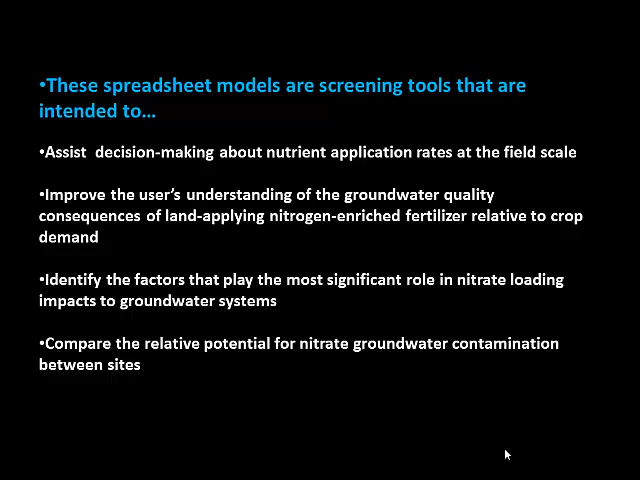 •These spreadsheet models are screening tools that are
intended to…
•Assist  decision-making about nutrient application rates at the field scale
•Improve the user’s understanding of the groundwater quality
consequences of land-applying nitrogen-enriched fertilizer relative to crop
demand
•Identify the factors that play the most significant role in nitrate loading
impacts to groundwater systems
•Compare the relative potential for nitrate groundwater contamination
between sites